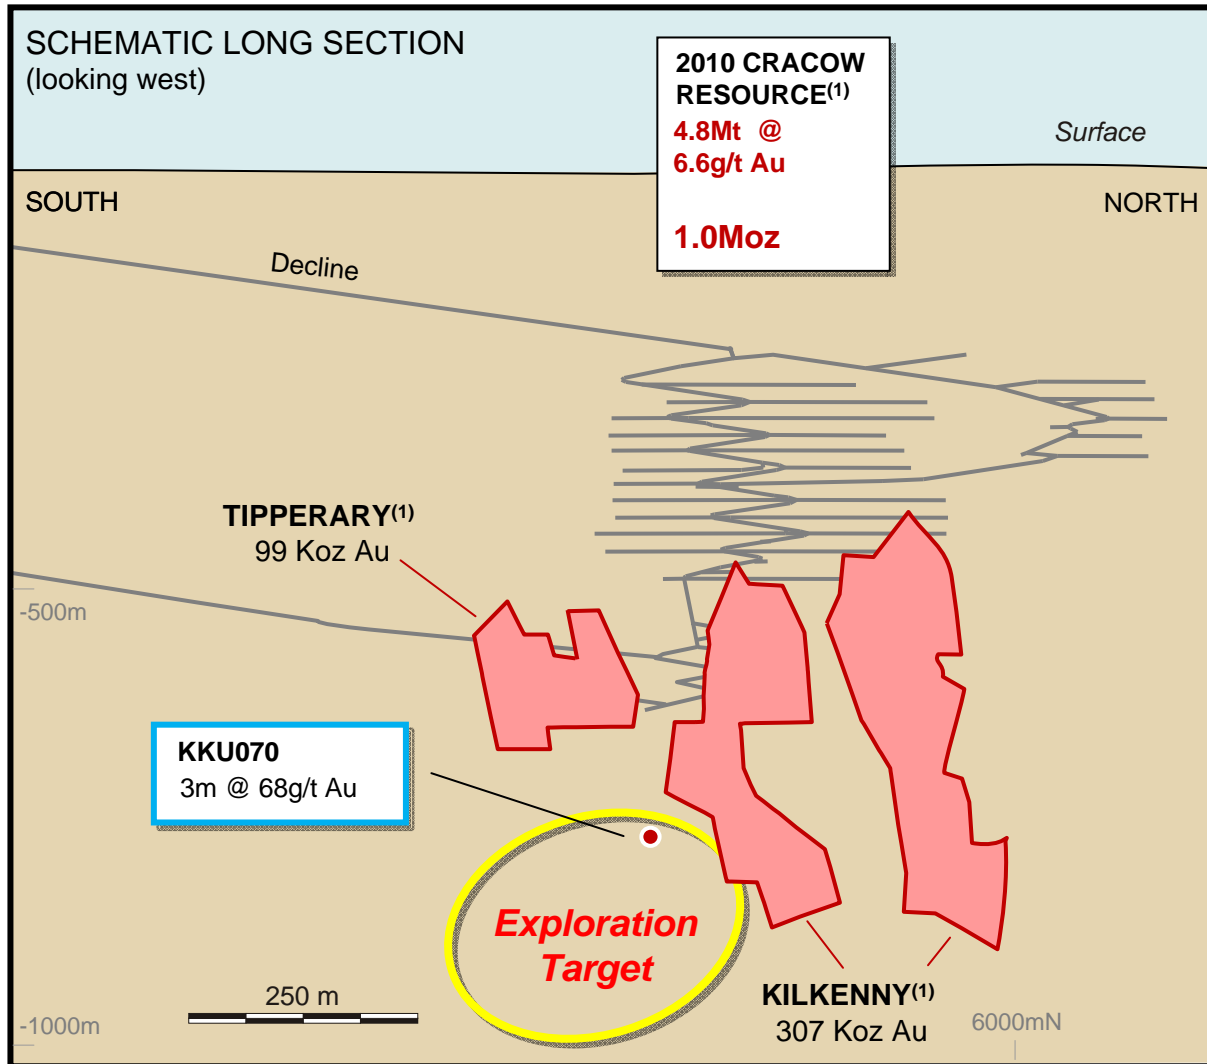 SCHEMATIC LONG SECTION
(looking west)
2010 CRACOW
RESOURCE(1)
4.8Mt @
6.6g/t Au
1.0Moz
Surface
SOUTH
NORTH
Decline
TIPPERARY(1)
99 Koz Au
-500m
KKU070
3m @ 68g/t Au
Exploration
Target
250 m
KILKENNY(1)
307 Koz Au
-1000m
6000mN